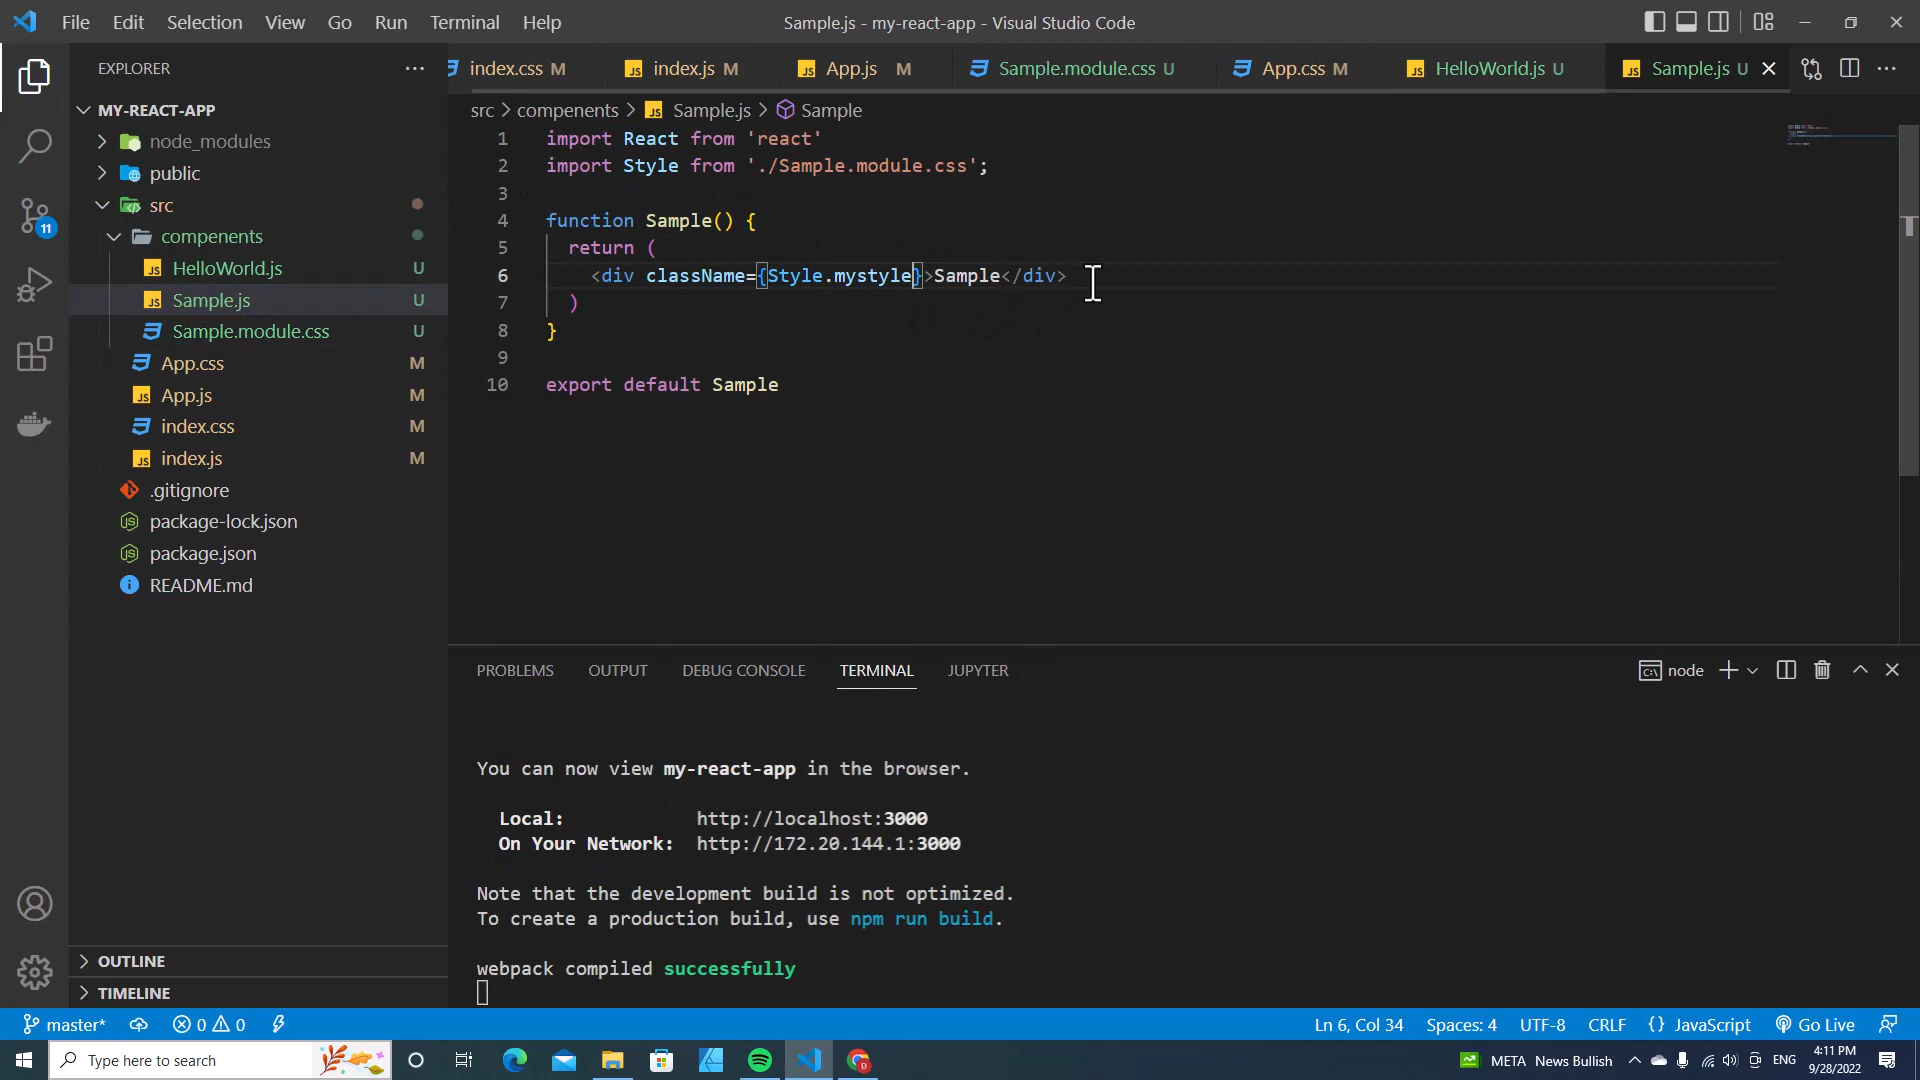 File Edit Selection View Go Run Terminal Help
Sample.js - my-react-app - Visual Studio Code
EXPLORER
MY-REACT-APP
node_modules
public
src
compenents
HelloWorld.js U
Sample.js U
Sample.module.css U
App.css M
App.js M
index.css M
index.js M
.gitignore
package-lock.json
package.json
README.md
OUTLINE
TIMELINE
11
index.css M index.js M App.js M Sample.module.css U App.css M HelloWorld.js U Sample.js U
src > compenents > Sample.js > Sample
1 import React from 'react'
2 import Style from './Sample.module.css';
3
4 function Sample() {
5 return (
6 <div className={Style.mystyle}>Sample</div>
7 )
8 }
9
10 export default Sample
PROBLEMS OUTPUT DEBUG CONSOLE TERMINAL JUPYTER
node
You can now view my-react-app in the browser.
Local: http://localhost:3000
On Your Network: http://172.20.144.1:3000
Note that the development build is not optimized.
To create a production build, use npm run build.
webpack compiled successfully
master* 0 0 Ln 6, Col 34 Spaces: 4 UTF-8 CRLF {} JavaScript Go Live
Type here to search
META News Bullish
ENG
4:11 PM
9/28/2022